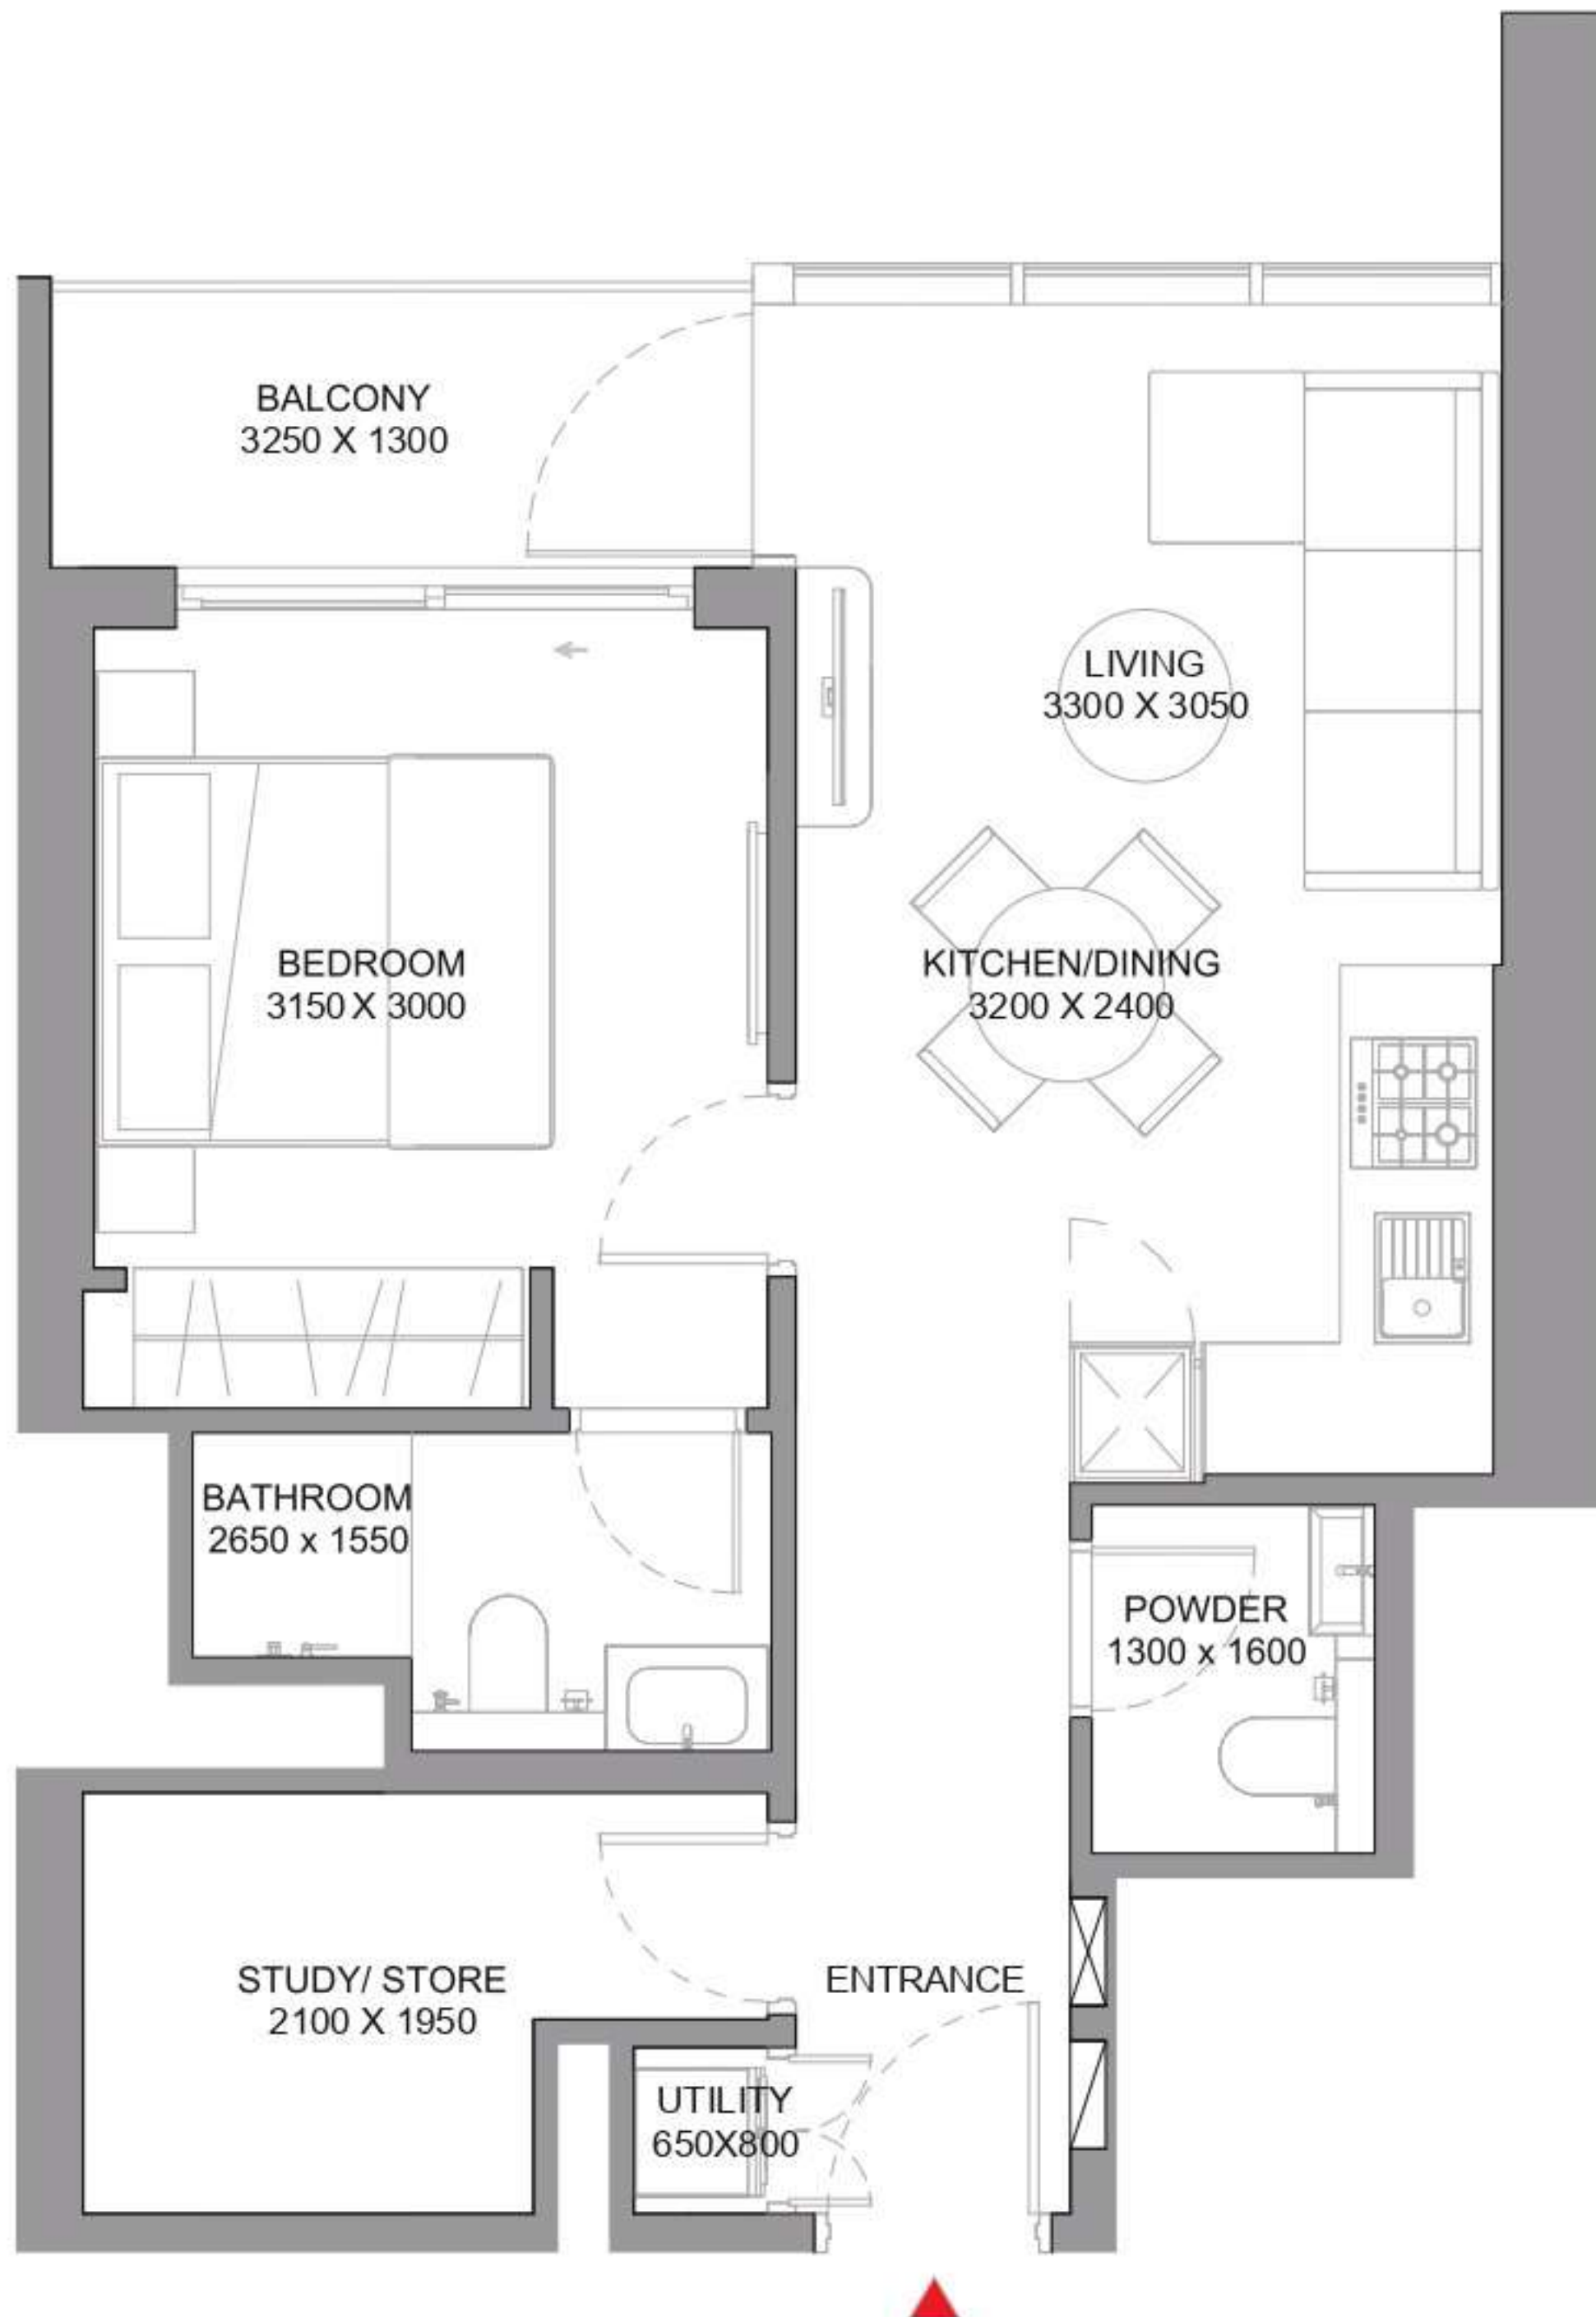 BALCONY
3250 X 1300
LIVING
3300 X 3050
BEDROOM
3150 X 3000
KITCHEN/DINING
3200 X 2400
BATHROOM
2650 x 1550
POWDER
1300 x 1600
STUDY/ STORE
2100 X 1950
ENTRANCE
UTILITY
650X800